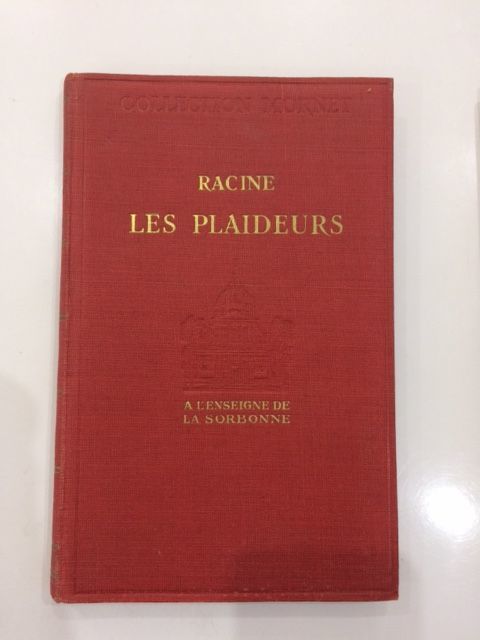 COLLECTION MORNET
RACINE
LES PLAIDEURS
A L'ENSEIGNE DE
LA SORBONNE